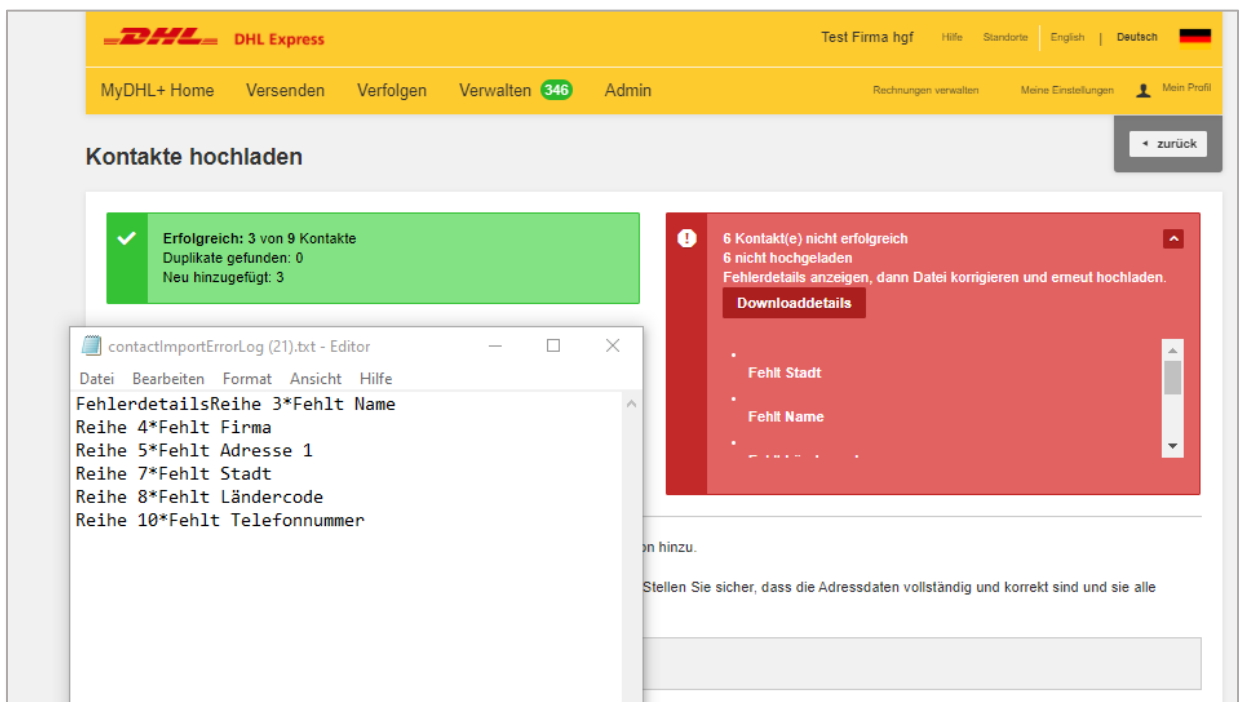 DHL DHL Express
Test Firma hgf Hilfe Standorte English | Deutsch
MyDHL+ Home Versenden Verfolgen Verwalten 346 Admin
Rechnungen verwalten Meine Einstellungen Mein Profil
Kontakte hochladen
zurück
Erfolgreich: 3 von 9 Kontakte
Duplikate gefunden: 0
Neu hinzugefügt: 3
6 Kontakt(e) nicht erfolgreich
6 nicht hochgeladen
Fehlerdetails anzeigen, dann Datei korrigieren und erneut hochladen.
Downloaddetails
Fehlt Stadt
Fehlt Name
contactImportErrorLog (21).txt - Editor
Datei Bearbeiten Format Ansicht Hilfe
FehlerdetailsReihe 3*Fehlt Name
Reihe 4*Fehlt Firma
Reihe 5*Fehlt Adresse 1
Reihe 7*Fehlt Stadt
Reihe 8*Fehlt Ländercode
Reihe 10*Fehlt Telefonnummer
on hinzu.
Stellen Sie sicher, dass die Adressdaten vollständig und korrekt sind und sie alle